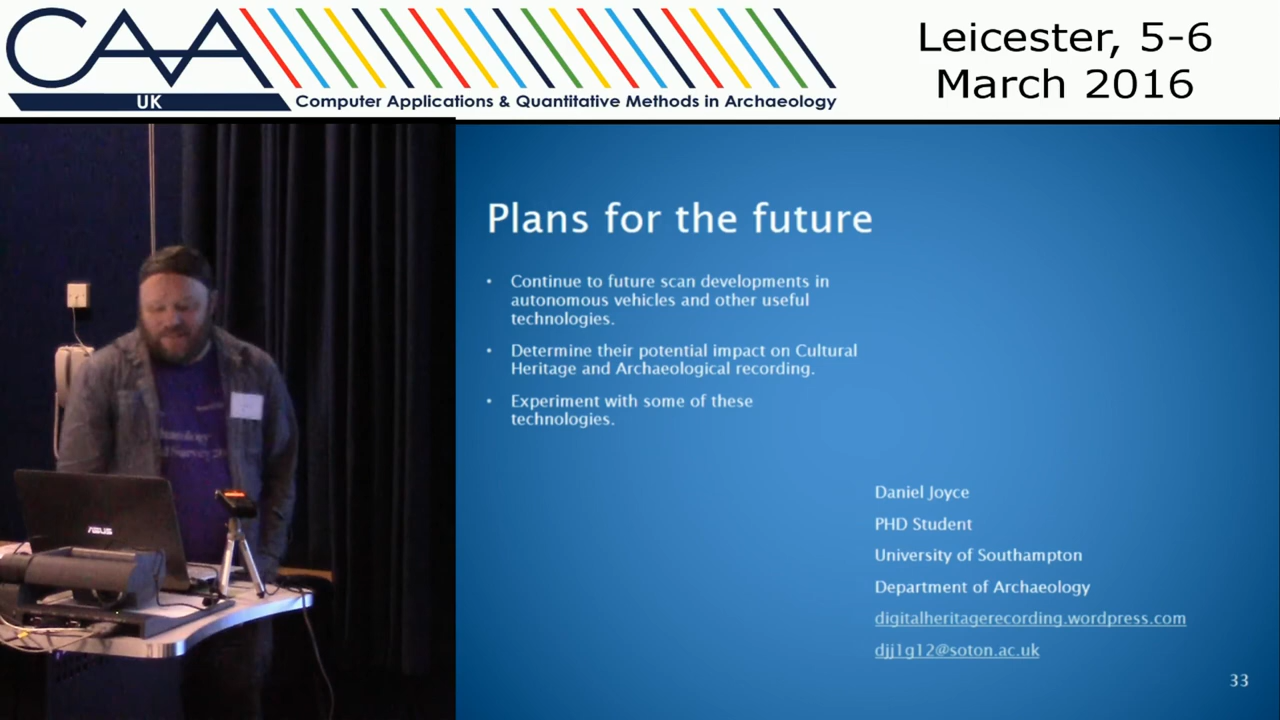 CAA
UK
Computer Applications & Quantitative Methods in Archaeology
Leicester, 5-6
March 2016
Plans for the future
• Continue to future scan developments in
autonomous vehicles and other useful
technologies.
• Determine their potential impact on Cultural
Heritage and Archaeological recording.
• Experiment with some of these
technologies.
Daniel Joyce
PHD Student
University of Southampton
Department of Archaeology
digitalheritagerecording.wordpress.com
djj1g12@soton.ac.uk
33
ASUS